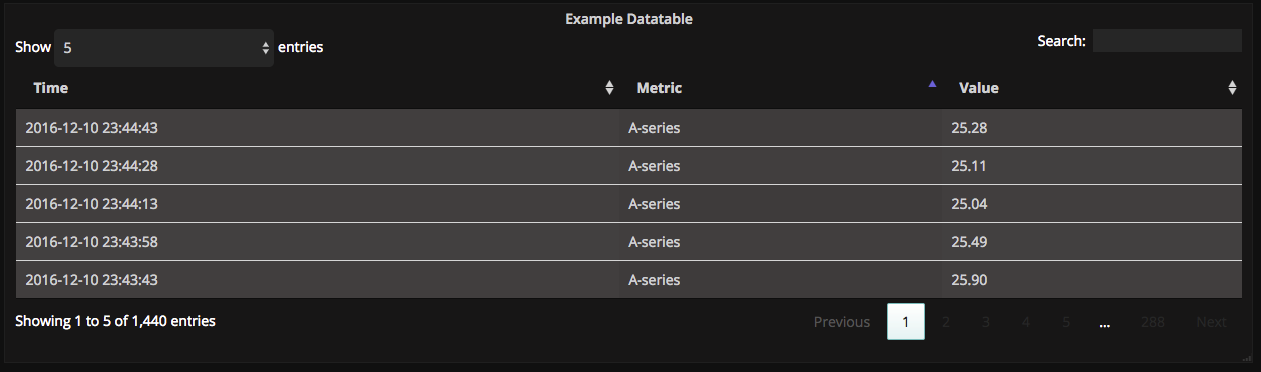 Example Datatable
Show 5 entries
Search:
Time Metric Value
2016-12-10 23:44:43 A-series 25.28
2016-12-10 23:44:28 A-series 25.11
2016-12-10 23:44:13 A-series 25.04
2016-12-10 23:43:58 A-series 25.49
2016-12-10 23:43:43 A-series 25.90
Showing 1 to 5 of 1,440 entries Previous 1 2 3 4 5 ... 288 Next